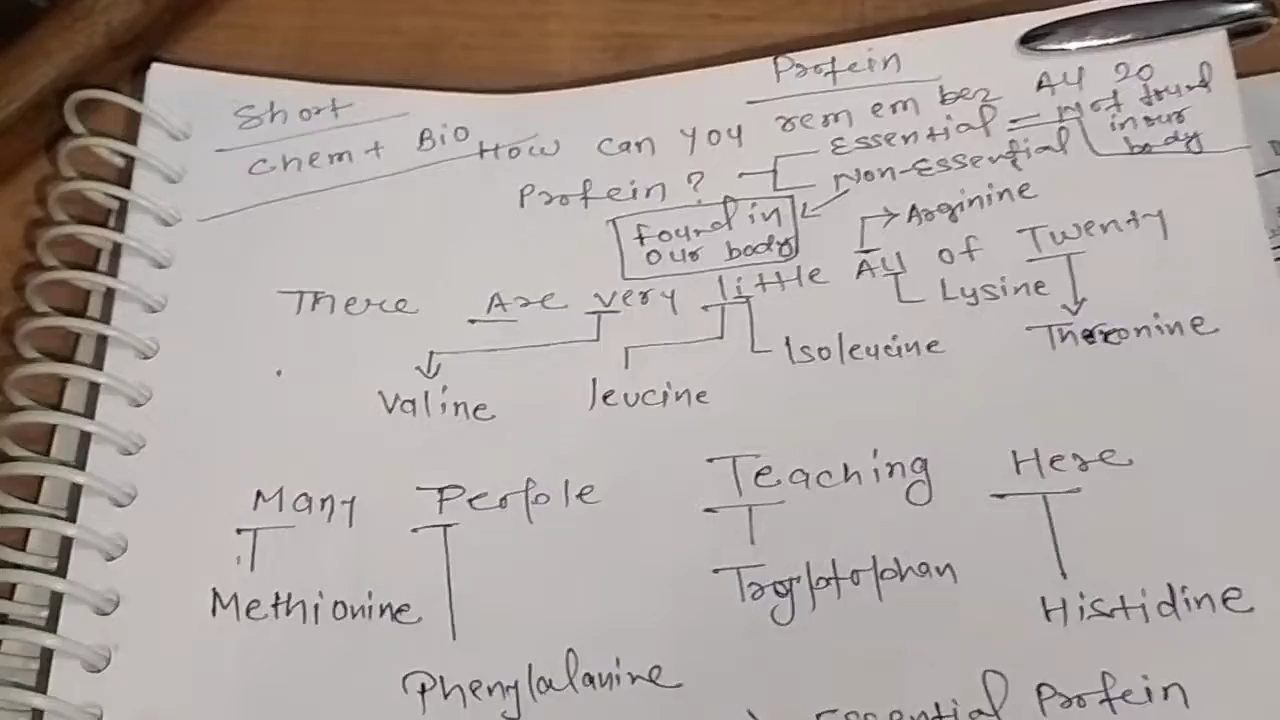 Protein
Short
Chem + Bio
How can you remember All 20
Protein?
Essential = Not found
in our
body
Non-Essential
found in
our body
Arginine
There Are very little All of Twenty
Lysine
Isoleucine
Threonine
Valine
leucine
Many People Teaching Here
Methionine
Tryptophan
Histidine
Phenylalanine
Essential Protein